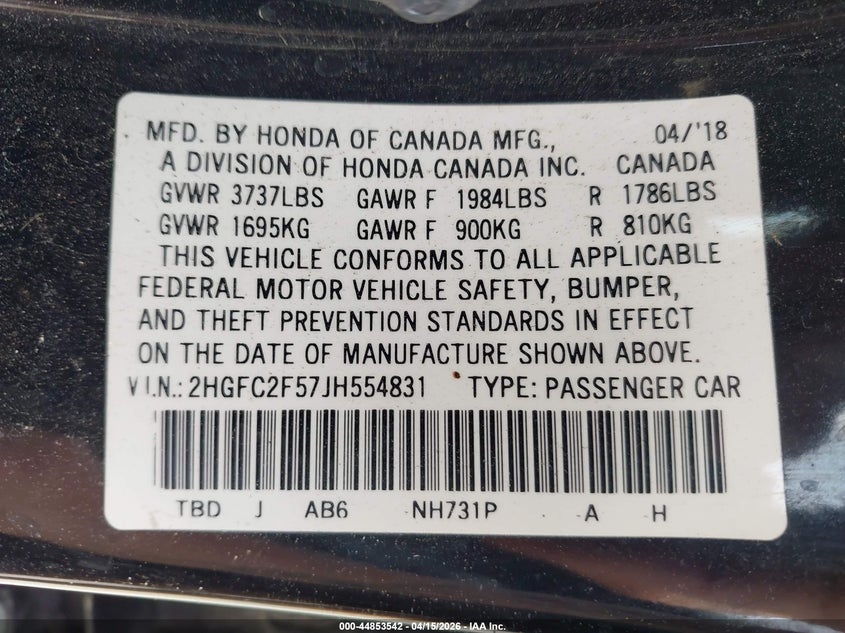 MFD. BY HONDA OF CANADA MFG., 04/'18
A DIVISION OF HONDA CANADA INC. CANADA
GVWR 3737LBS GAWR F 1984LBS R 1786LBS
GVWR 1695KG GAWR F 900KG R 810KG
THIS VEHICLE CONFORMS TO ALL APPLICABLE
FEDERAL MOTOR VEHICLE SAFETY, BUMPER,
AND THEFT PREVENTION STANDARDS IN EFFECT
ON THE DATE OF MANUFACTURE SHOWN ABOVE.
V.I.N.: 2HGFC2F57JH554831 TYPE: PASSENGER CAR
TBD J AB6 NH731P A H
000-44853542 - 04/15/2026 - IAA Inc.